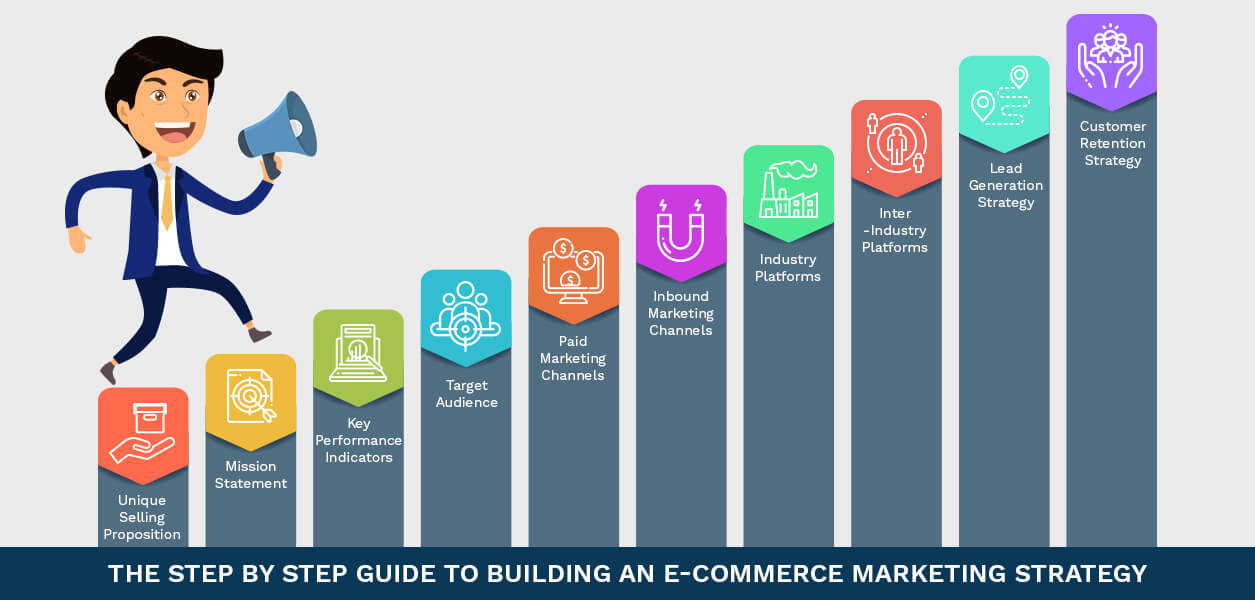 Unique
Selling
Proposition
Mission
Statement
Key
Performance
Indicators
Target
Audience
Paid
Marketing
Channels
Inbound
Marketing
Channels
Industry
Platforms
Inter
-Industry
Platforms
Lead
Generation
Strategy
Customer
Retention
Strategy
THE STEP BY STEP GUIDE TO BUILDING AN E-COMMERCE MARKETING STRATEGY